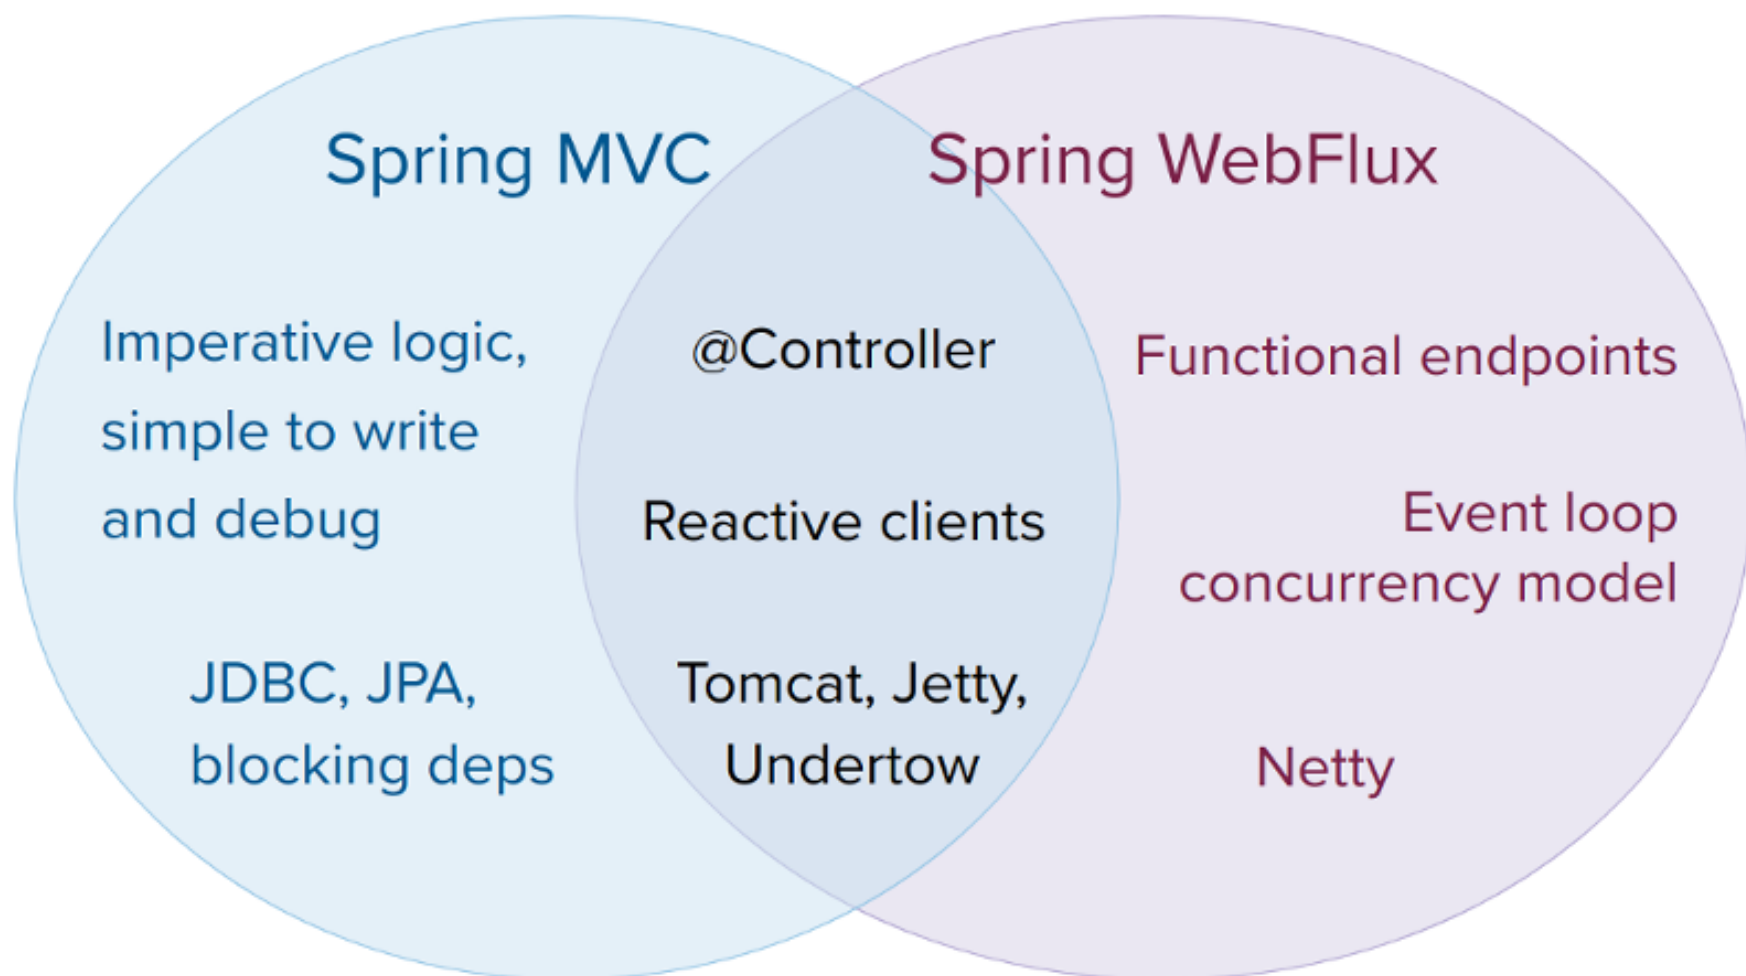 Spring MVC
Spring WebFlux
Imperative logic,
simple to write
and debug
JDBC, JPA,
blocking deps
@Controller
Reactive clients
Tomcat, Jetty,
Undertow
Functional endpoints
Event loop
concurrency model
Netty